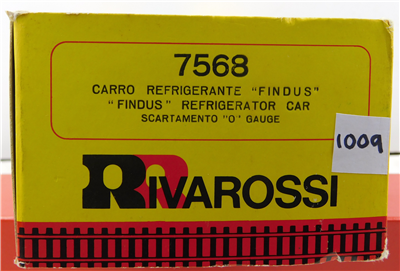 7568
CARRO REFRIGERANTE "FINDUS"
"FINDUS" REFRIGERATOR CAR
SCARTAMENTO "O" GAUGE
1009
RIVAROSSI